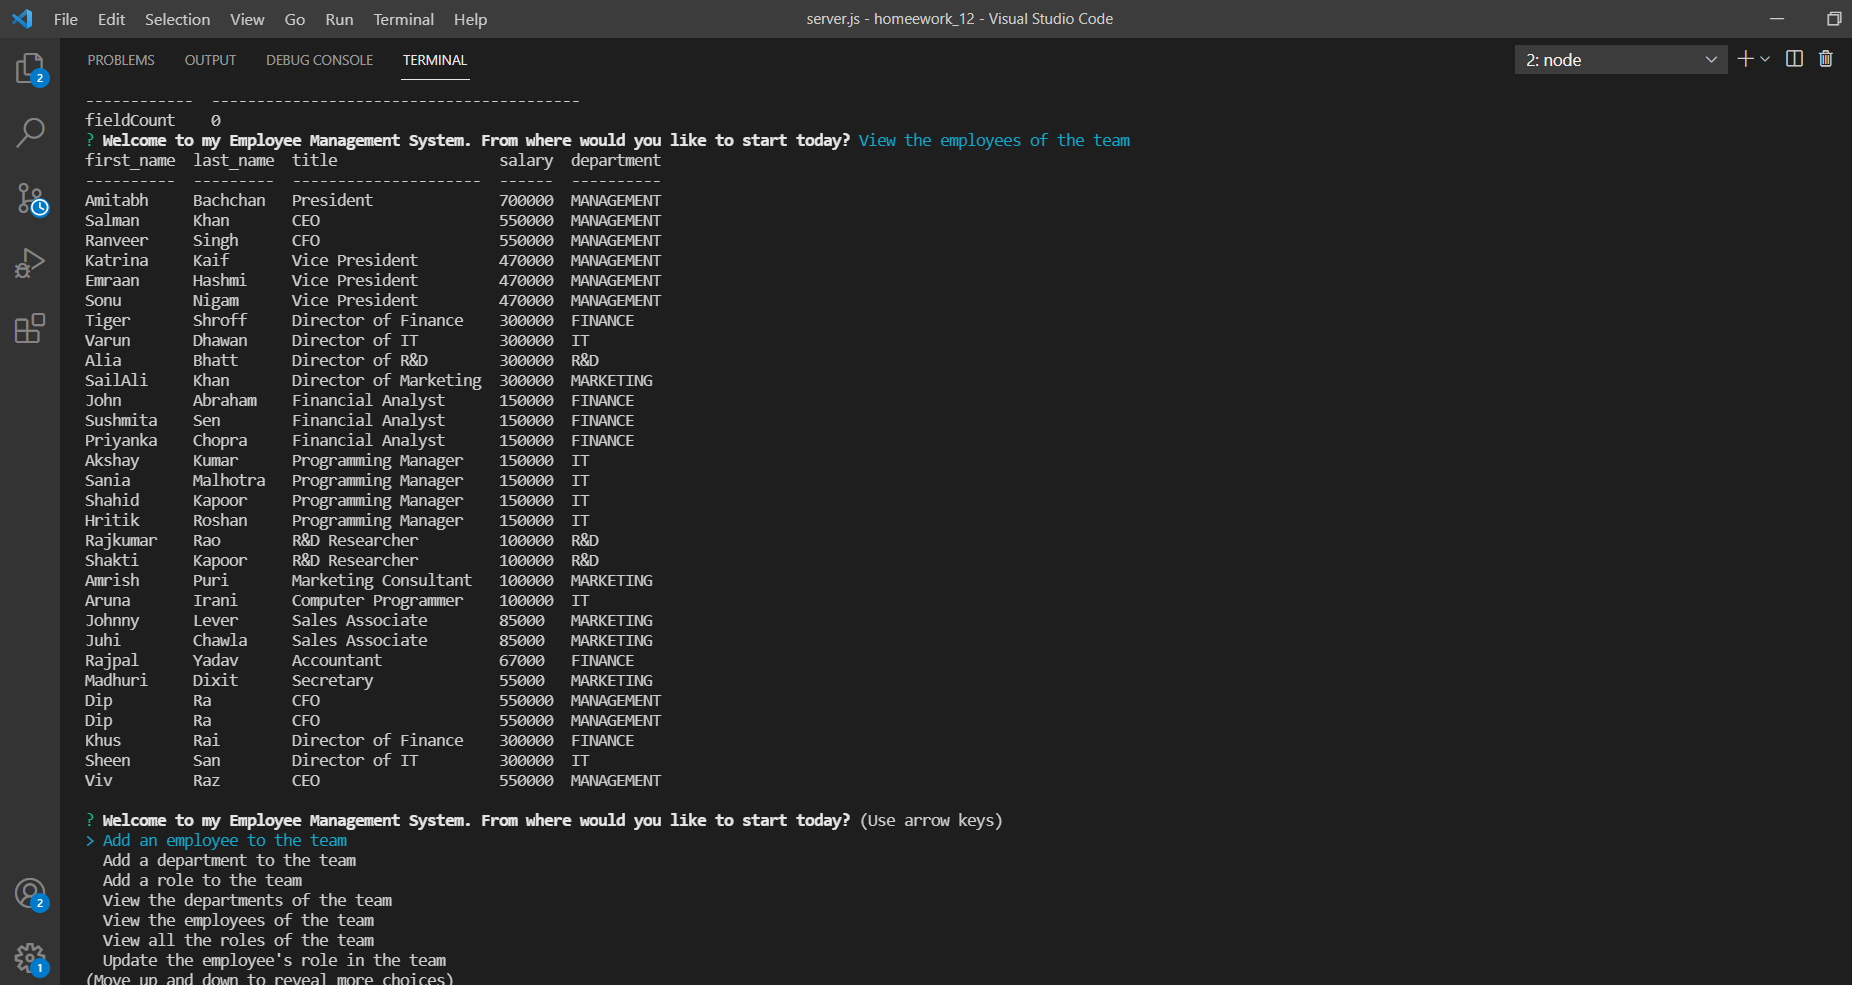 File Edit Selection View Go Run Terminal Help server.js - homeework_12 - Visual Studio Code
PROBLEMS OUTPUT DEBUG CONSOLE TERMINAL 2: node
2
------------  -----------------------------------------
fieldCount    0
? Welcome to my Employee Management System. From where would you like to start today? View the employees of the team
first_name  last_name  title                  salary  department
----------  ---------  ---------------------  ------  ----------
Amitabh     Bachchan   President              700000  MANAGEMENT
Salman      Khan       CEO                    550000  MANAGEMENT
Ranveer     Singh      CFO                    550000  MANAGEMENT
Katrina     Kaif       Vice President         470000  MANAGEMENT
Emraan      Hashmi     Vice President         470000  MANAGEMENT
Sonu        Nigam      Vice President         470000  MANAGEMENT
Tiger       Shroff     Director of Finance    300000  FINANCE
Varun       Dhawan     Director of IT         300000  IT
Alia        Bhatt      Director of R&D        300000  R&D
SailAli     Khan       Director of Marketing  300000  MARKETING
John        Abraham    Financial Analyst      150000  FINANCE
Sushmita    Sen        Financial Analyst      150000  FINANCE
Priyanka    Chopra     Financial Analyst      150000  FINANCE
Akshay      Kumar      Programming Manager    150000  IT
Sania       Malhotra   Programming Manager    150000  IT
Shahid      Kapoor     Programming Manager    150000  IT
Hritik      Roshan     Programming Manager    150000  IT
Rajkumar    Rao        R&D Researcher         100000  R&D
Shakti      Kapoor     R&D Researcher         100000  R&D
Amrish      Puri       Marketing Consultant   100000  MARKETING
Aruna       Irani      Computer Programmer    100000  IT
Johnny      Lever      Sales Associate        85000   MARKETING
Juhi        Chawla     Sales Associate        85000   MARKETING
Rajpal      Yadav      Accountant             67000   FINANCE
Madhuri     Dixit      Secretary              55000   MARKETING
Dip         Ra         CFO                    550000  MANAGEMENT
Dip         Ra         CFO                    550000  MANAGEMENT
Khus        Rai        Director of Finance    300000  FINANCE
Sheen       San        Director of IT         300000  IT
Viv         Raz        CEO                    550000  MANAGEMENT
? Welcome to my Employee Management System. From where would you like to start today? (Use arrow keys)
> Add an employee to the team
Add a department to the team
Add a role to the team
View the departments of the team
2
View the employees of the team
View all the roles of the team
Update the employee's role in the team
1
(Move up and down to reveal more choices)